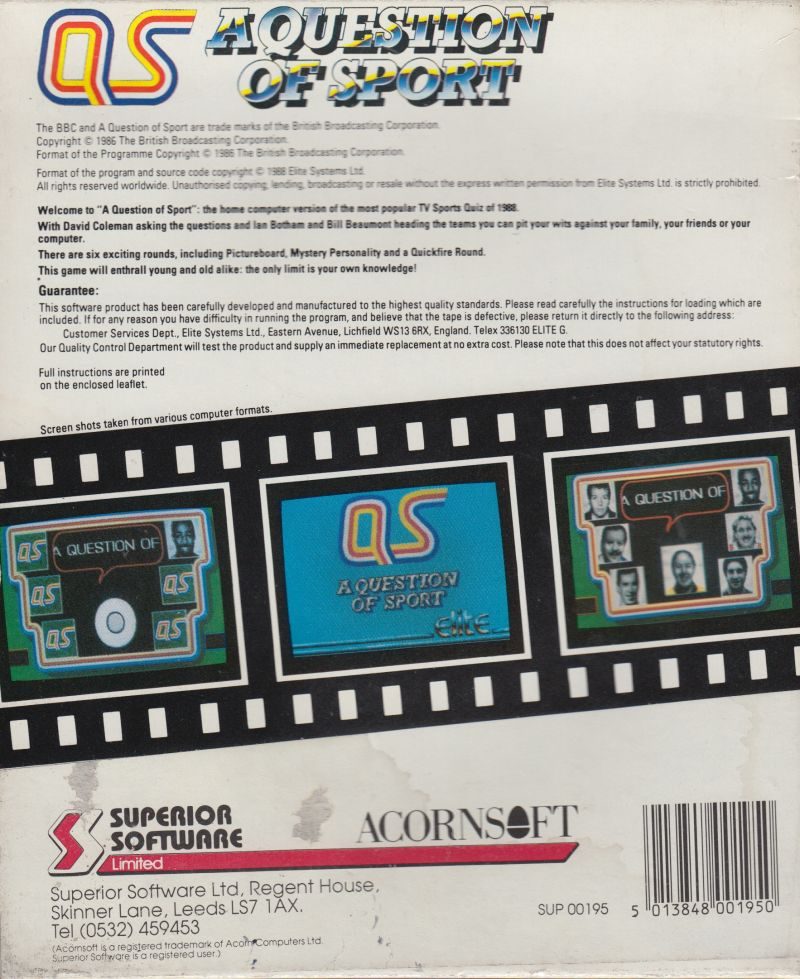 QS A QUESTION
OF SPORT
The BBC and A Question of Sport are trade marks of the British Broadcasting Corporation.
Copyright © 1986 The British Broadcasting Corporation.
Format of the Programme Copyright © 1986 The British Broadcasting Corporation.
Format of the program and source code copyright © 1988 Elite Systems Ltd.
All rights reserved worldwide. Unauthorised copying, lending, broadcasting or resale without the express written permission from Elite Systems Ltd. is strictly prohibited.
Welcome to "A Question of Sport": the home computer version of the most popular TV Sports Quiz of 1988.
With David Coleman asking the questions and Ian Botham and Bill Beaumont heading the teams you can pit your wits against your family, your friends or your
computer.
There are six exciting rounds, including Pictureboard, Mystery Personality and a Quickfire Round.
This game will enthrall young and old alike: the only limit is your own knowledge!
Guarantee:
This software product has been carefully developed and manufactured to the highest quality standards. Please read carefully the instructions for loading which are
included. If for any reason you have difficulty in running the program, and believe that the tape is defective, please return it directly to the following address:
Customer Services Dept., Elite Systems Ltd., Eastern Avenue, Lichfield WS13 6RX, England. Telex 336130 ELITE G.
Our Quality Control Department will test the product and supply an immediate replacement at no extra cost. Please note that this does not affect your statutory rights.
Full instructions are printed
on the enclosed leaflet.
Screen shots taken from various computer formats.
QS A QUESTION OF
QS QS
QS QS
QS
A QUESTION
OF SPORT
elite
A QUESTION OF
SUPERIOR
SOFTWARE
Limited
ACORNSOFT
Superior Software Ltd, Regent House,
Skinner Lane, Leeds LS7 1AX.
Tel (0532) 459453
(Acornsoft is a registered trademark of Acorn Computers Ltd.
Superior Software is a registered user.)
SUP 00195
5 013848 001950